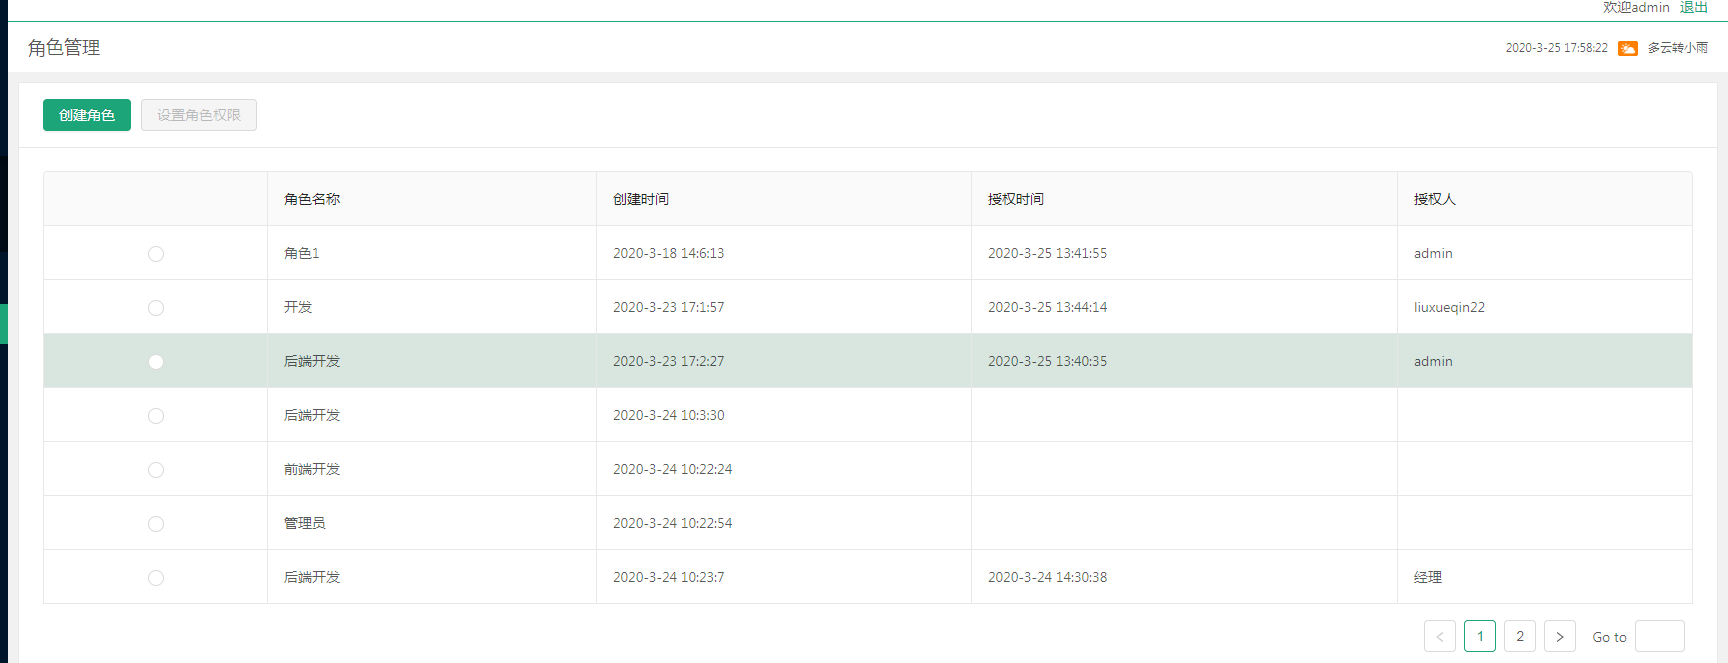 欢迎admin 退出
角色管理 2020-3-25 17:58:22 多云转小雨
创建角色 设置角色权限
角色名称 创建时间 授权时间 授权人
角色1 2020-3-18 14:6:13 2020-3-25 13:41:55 admin
开发 2020-3-23 17:1:57 2020-3-25 13:44:14 liuxueqin22
后端开发 2020-3-23 17:2:27 2020-3-25 13:40:35 admin
后端开发 2020-3-24 10:3:30
前端开发 2020-3-24 10:22:24
管理员 2020-3-24 10:22:54
后端开发 2020-3-24 10:23:7 2020-3-24 14:30:38 经理
< 1 2 > Go to